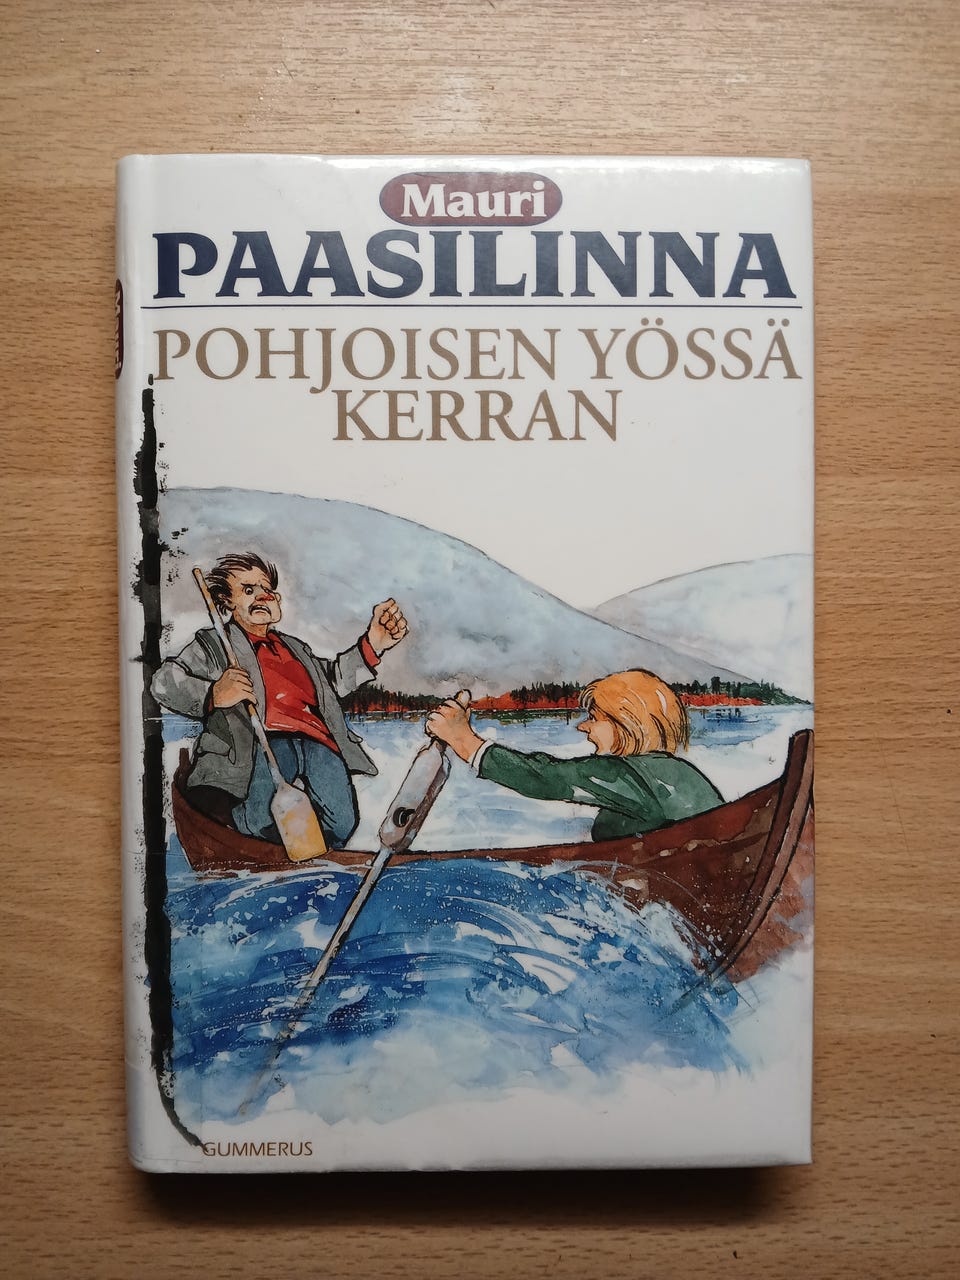 Mauri
PAASILINNA
POHJOISEN YÖSSÄ
KERRAN
GUMMERUS